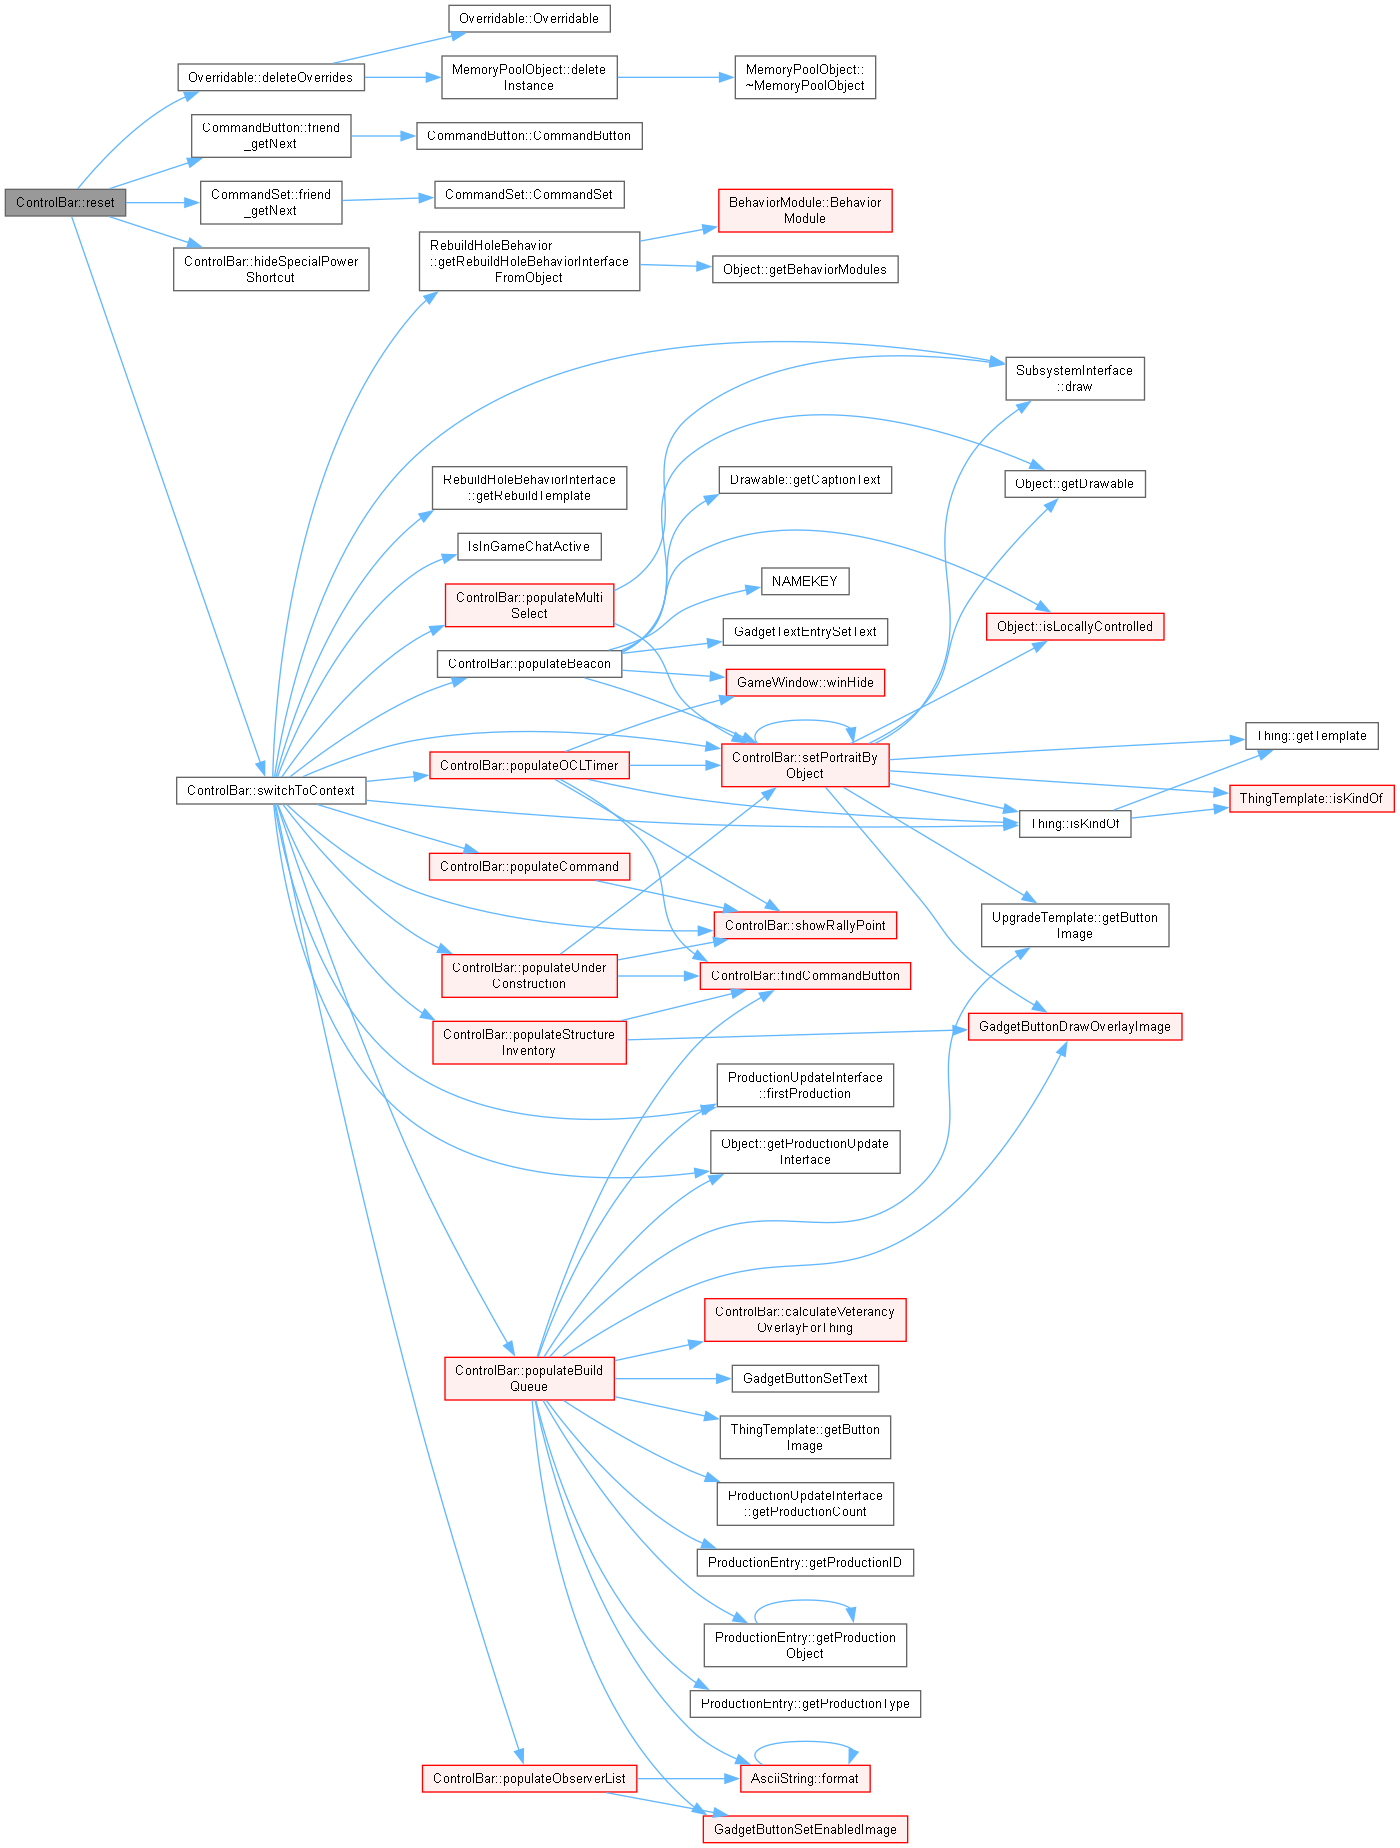 Overridable::Overridable
Overridable::deleteOverrides
MemoryPoolObject::delete
Instance
MemoryPoolObject::
~MemoryPoolObject
CommandButton::friend
_getNext
CommandButton::CommandButton
ControlBar::reset
CommandSet::friend
_getNext
CommandSet::CommandSet
ControlBar::hideSpecialPower
Shortcut
RebuildHoleBehavior
::getRebuildHoleBehaviorInterface
FromObject
BehaviorModule::Behavior
Module
Object::getBehaviorModules
SubsystemInterface
::draw
RebuildHoleBehaviorInterface
::getRebuildTemplate
Drawable::getCaptionText
Object::getDrawable
IsInGameChatActive
ControlBar::populateMulti
Select
NAMEKEY
GadgetTextEntrySetText
Object::isLocallyControlled
ControlBar::populateBeacon
GameWindow::winHide
ControlBar::switchToContext
ControlBar::populateOCLTimer
ControlBar::setPortraitBy
Object
Thing::getTemplate
ThingTemplate::isKindOf
Thing::isKindOf
ControlBar::populateCommand
ControlBar::showRallyPoint
UpgradeTemplate::getButton
Image
ControlBar::populateUnder
Construction
ControlBar::findCommandButton
ControlBar::populateStructure
Inventory
GadgetButtonDrawOverlayImage
ProductionUpdateInterface
::firstProduction
Object::getProductionUpdate
Interface
ControlBar::calculateVeterancy
OverlayForThing
ControlBar::populateBuild
Queue
GadgetButtonSetText
ThingTemplate::getButton
Image
ProductionUpdateInterface
::getProductionCount
ProductionEntry::getProductionID
ProductionEntry::getProduction
Object
ProductionEntry::getProductionType
ControlBar::populateObserverList
AsciiString::format
GadgetButtonSetEnabledImage